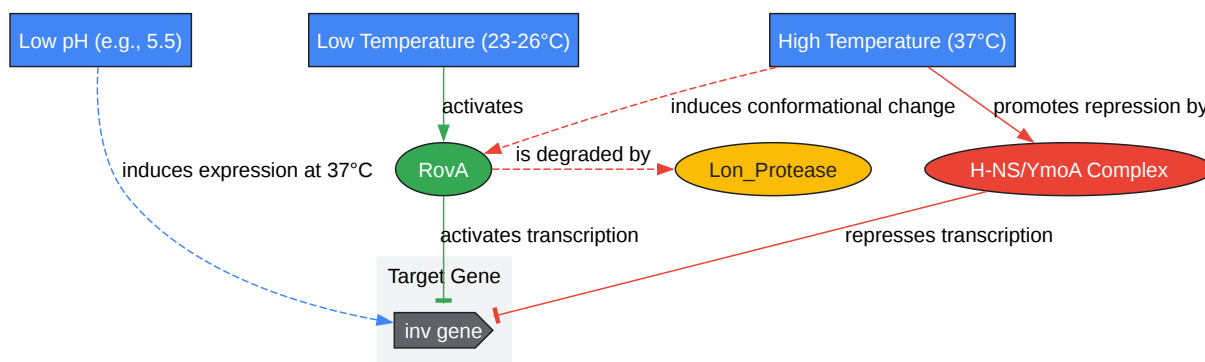 Low pH (e.g., 5.5)
Low Temperature (23-26°C)
High Temperature (37°C)
activates
induces conformational change
promotes repression by
induces expression at 37°C
RovA
is degraded by
Lon_Protease
H-NS/YmoA Complex
activates transcription
represses transcription
Target Gene
inv gene